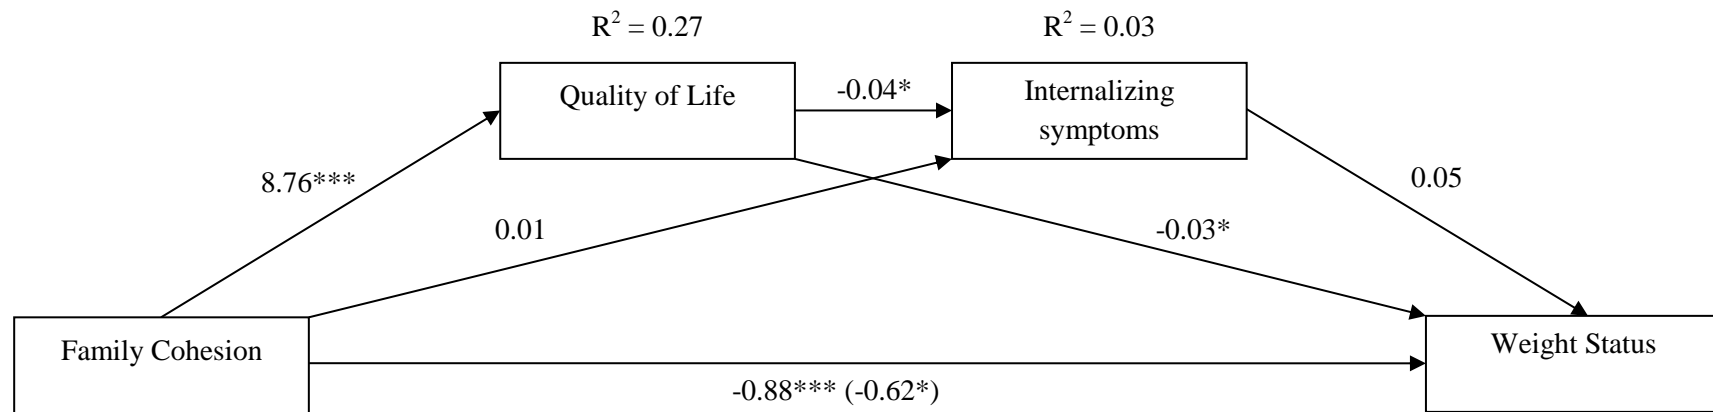 R² = 0.27
R² = 0.03
Quality of Life
-0.04*
Internalizing
symptoms
8.76***
0.01
-0.03*
0.05
Family Cohesion
-0.88*** (-0.62*)
Weight Status